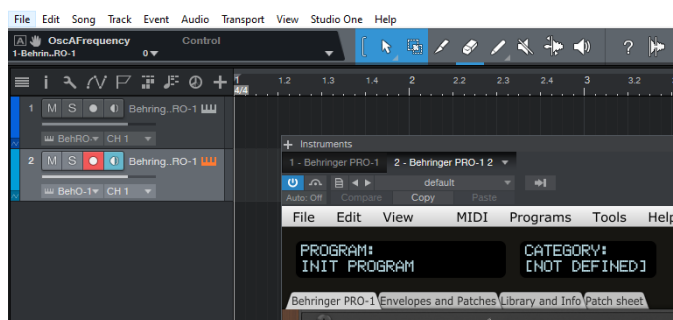 File Edit Song Track Event Audio Transport View Studio One Help
A OscAFrequency Control
1-Behrin..RO-1 0
?
i 1 1.2 1.3 1.4 2 2.2 2.3 2.4 3 3.2
4/4
1 M S Behring..RO-1
BehRO- CH 1
+ Instruments
1 - Behringer PRO-1 2 - Behringer PRO-1 2
2 M S Behring..RO-1
default
BehO-1 CH 1
Auto: Off Compare Copy Paste
File Edit View MIDI Programs Tools Help
PROGRAM: CATEGORY:
INIT PROGRAM [NOT DEFINED]
Behringer PRO-1 Envelopes and Patches Library and Info Patch sheet